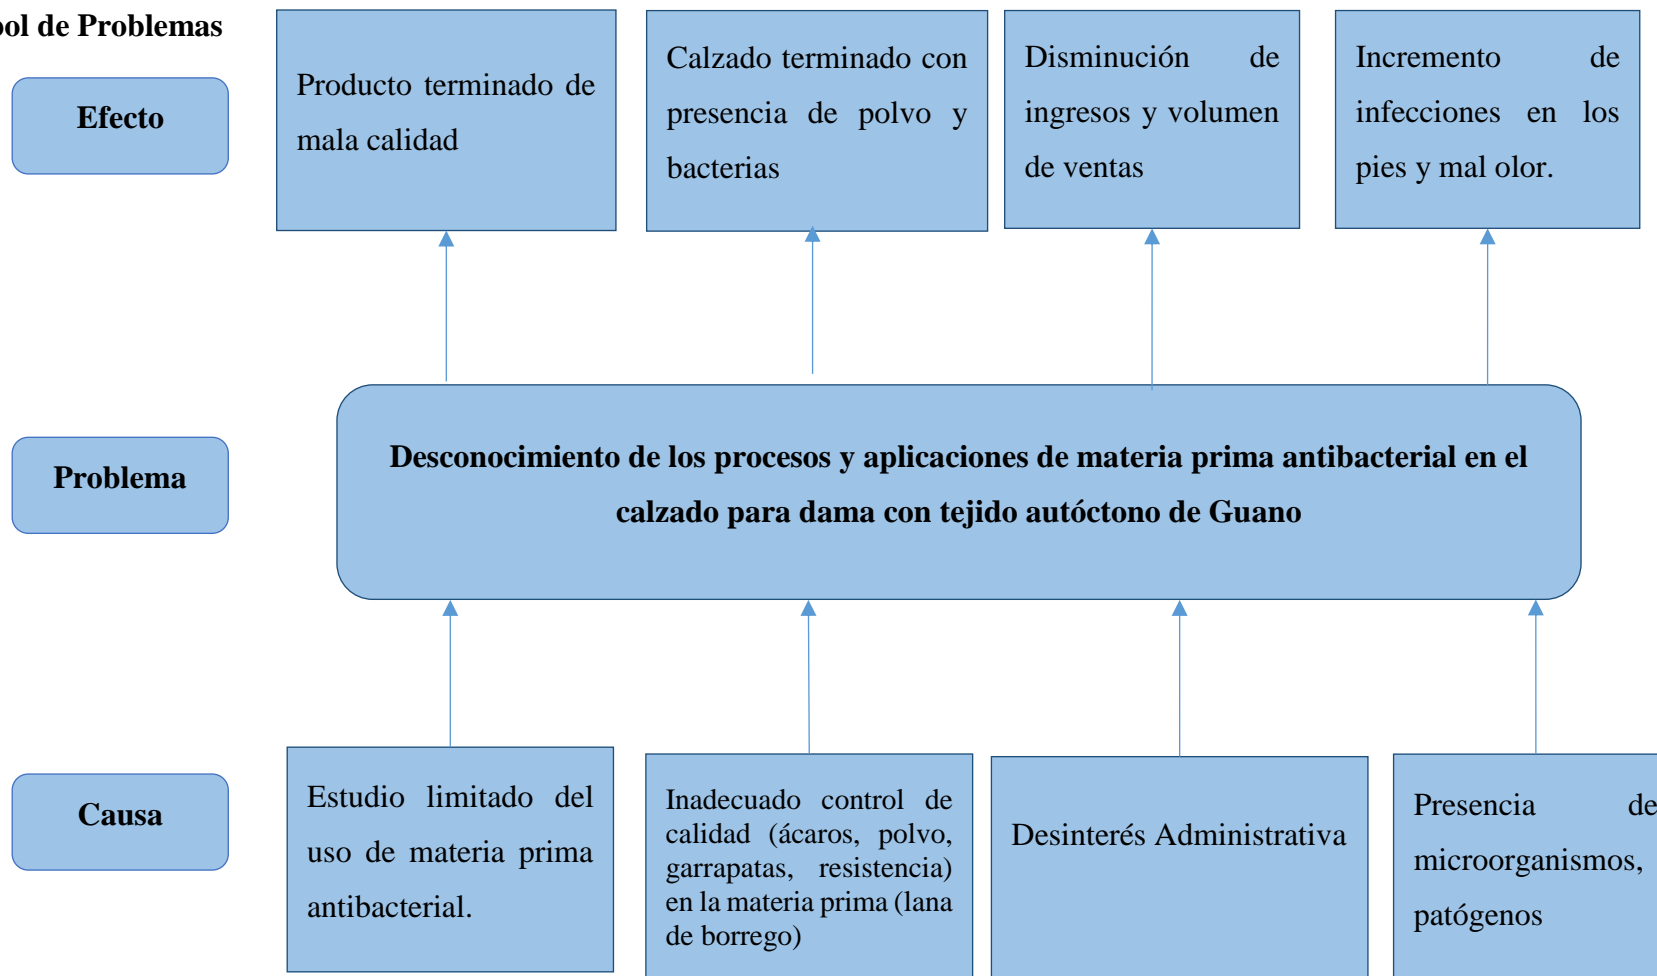 de Problemas
Efecto
Producto terminado de
mala calidad
Calzado terminado con
presencia de polvo y
bacterias
Disminución de
ingresos y volumen
de ventas
Incremento de
infecciones en los
pies y mal olor.
Problema
Desconocimiento de los procesos y aplicaciones de materia prima antibacterial en el
calzado para dama con tejido autóctono de Guano
Causa
Estudio limitado del
uso de materia prima
antibacterial.
Inadecuado control de
calidad (ácaros, polvo,
garrapatas, resistencia)
en la materia prima (lana
de borrego)
Desinterés Administrativa
Presencia de
microorganismos,
patógenos